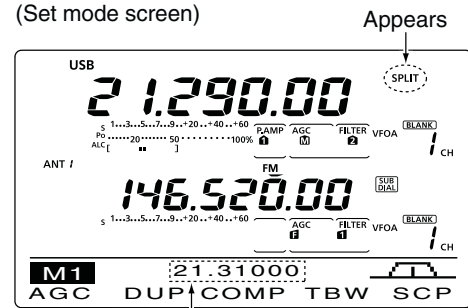 (Set mode screen)
Appears
USB
SPLIT
21.290.00
S 1...3...5...7...9...+20...+40...+60
Po ......20.......50.............100%
ALC[ ]
P.AMP 1 AGC M FILTER 2 VFOA BLANK 1 CH
ANT 1
FM
146.520.00
SUB DIAL
S 1...3...5...7...9...+20...+40...+60
AGC F FILTER 1 VFOA BLANK 1 CH
M1 21.31000
AGC DUP COMP TBW SCP